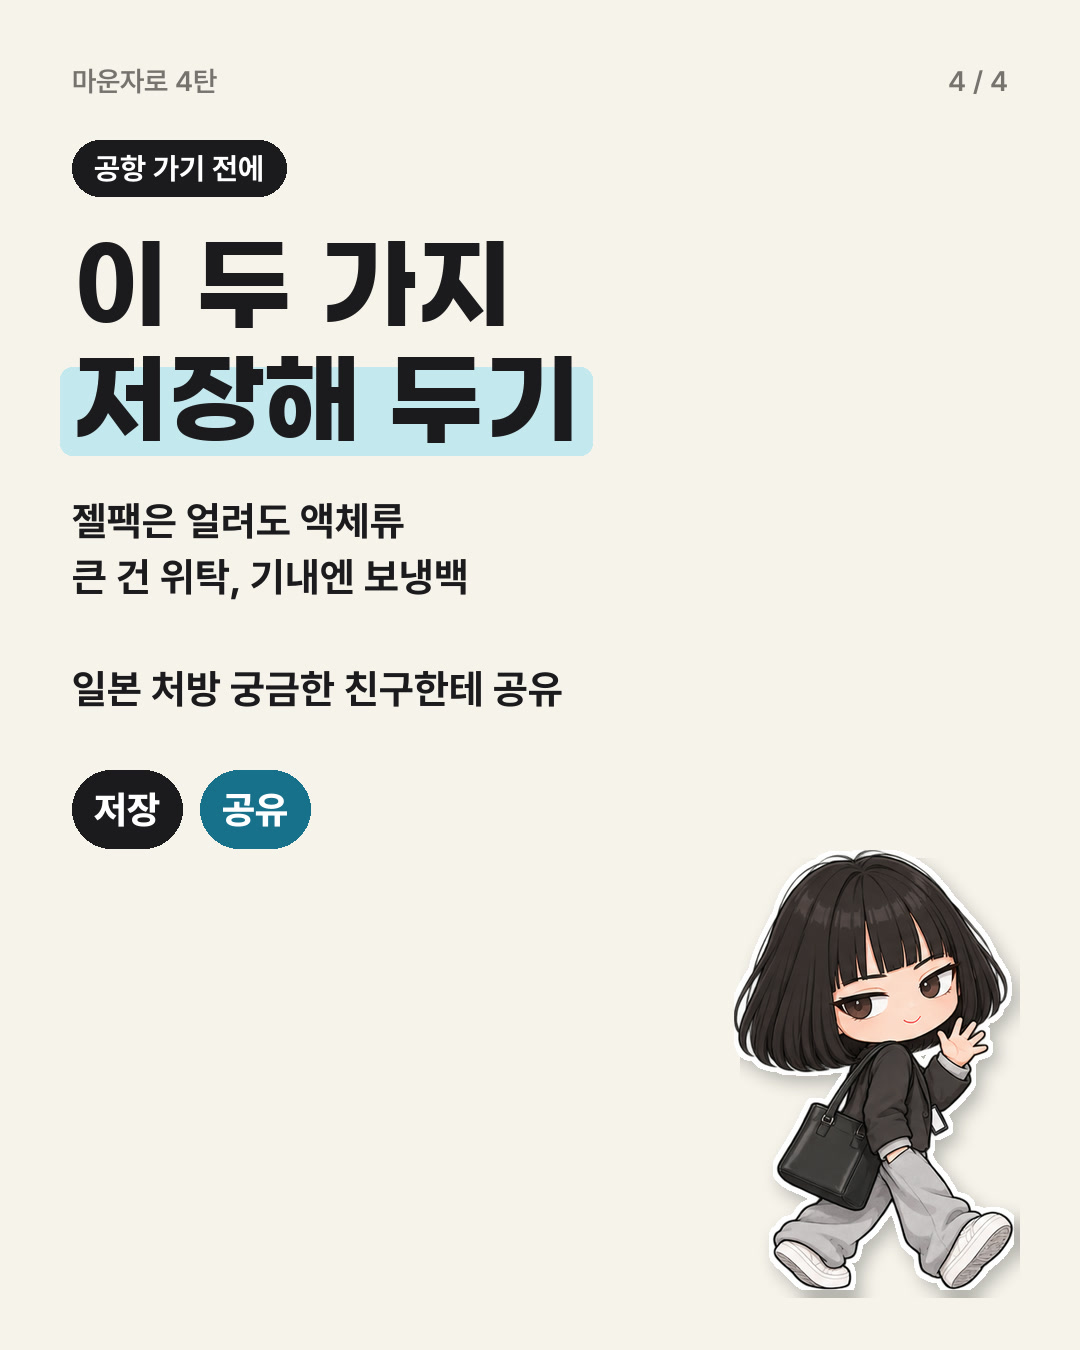 마운자로 4탄
4 / 4
공항 가기 전에
이 두 가지
저장해 두기
젤팩은 얼려도 액체류
큰 건 위탁, 기내엔 보냉백
일본 처방 궁금한 친구한테 공유
저장
공유